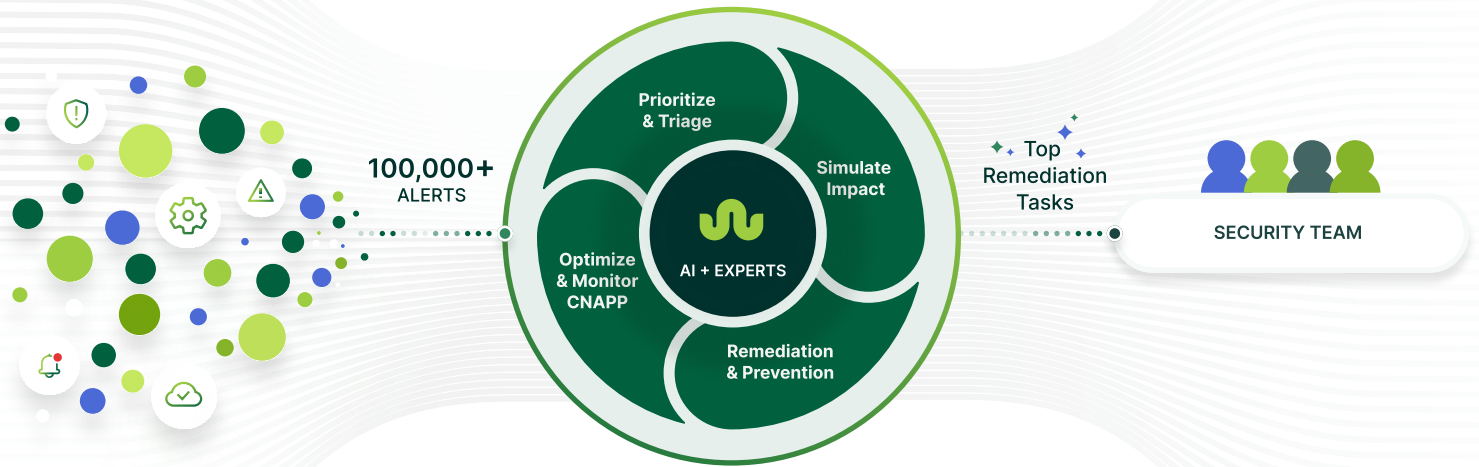 100,000+
ALERTS
Prioritize
& Triage
Simulate
Impact
Optimize
& Monitor
CNAPP
AI + EXPERTS
Remediation
& Prevention
Top
Remediation
Tasks
SECURITY TEAM